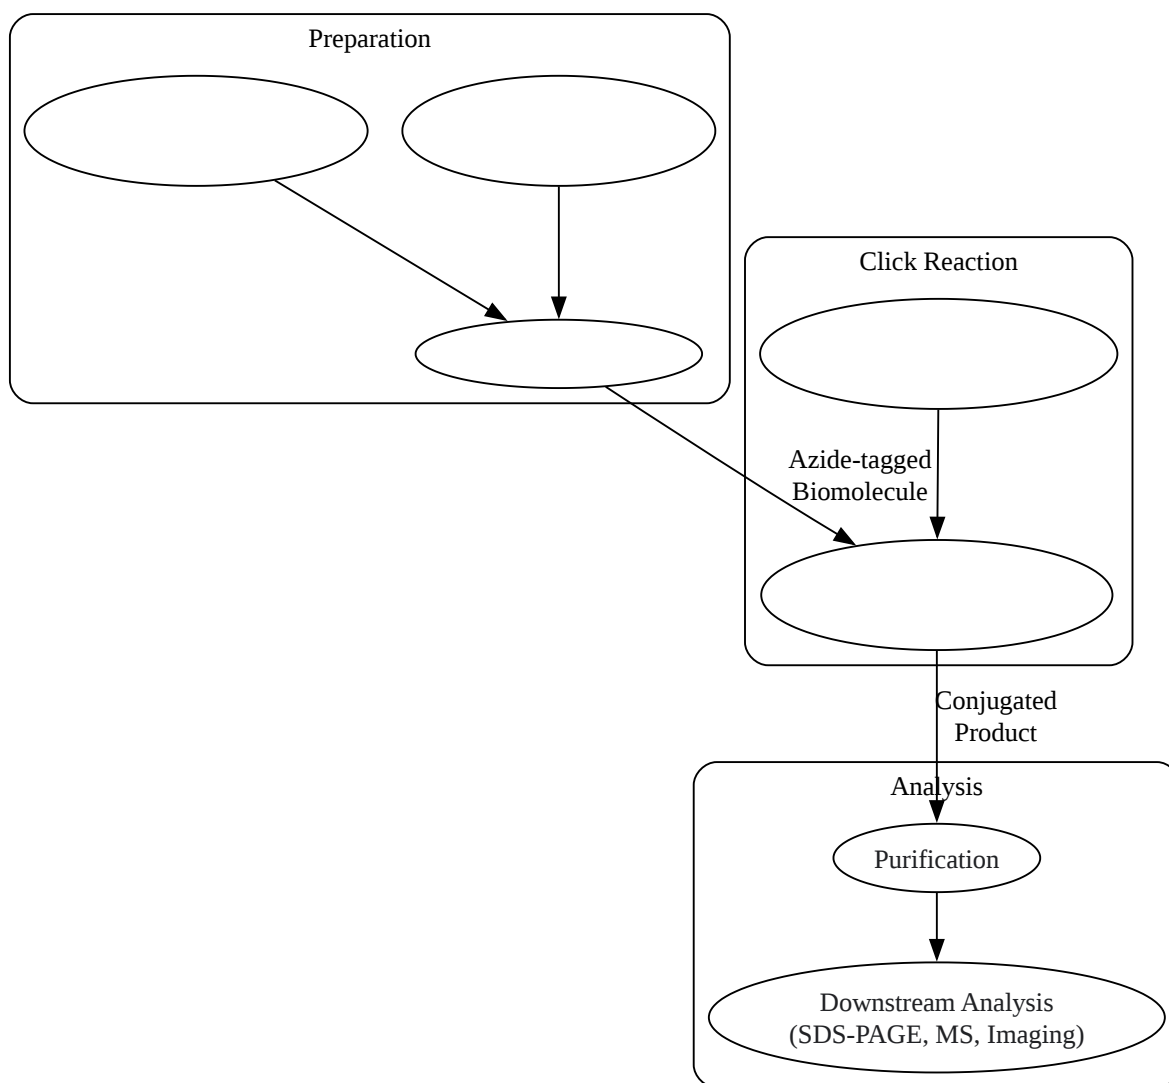 Preparation
Click Reaction
Azide-tagged
Biomolecule
Conjugated
Product
Analysis
Purification
Downstream Analysis
(SDS-PAGE, MS, Imaging)